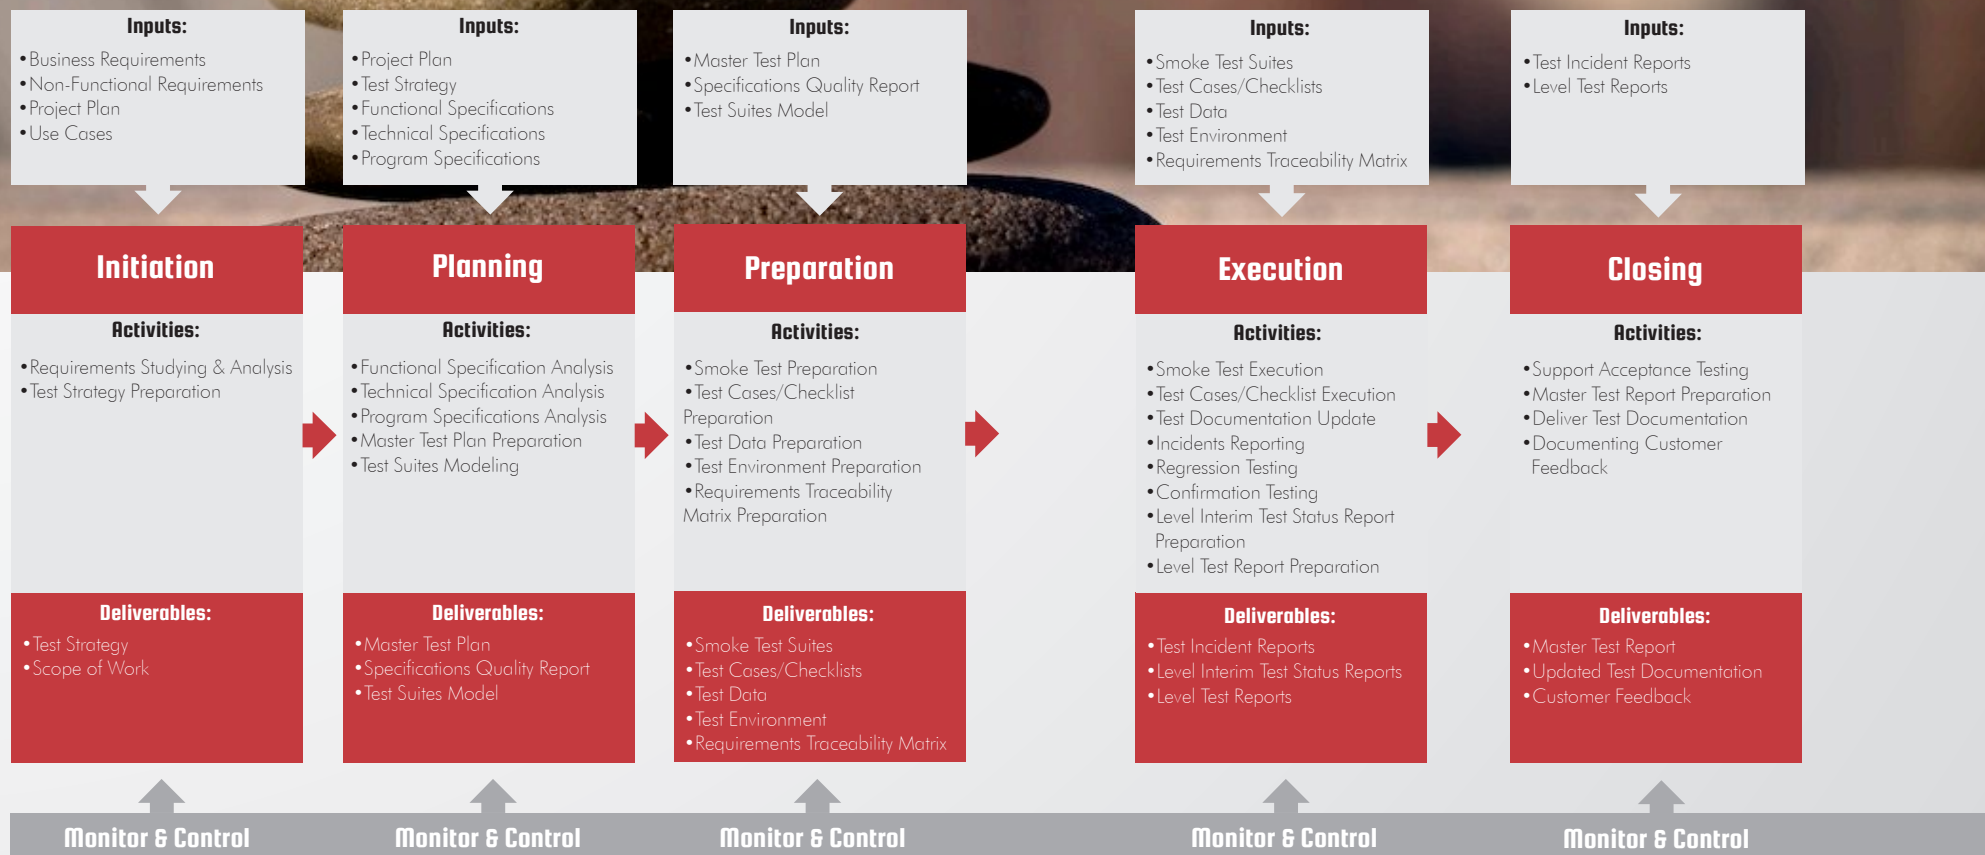 Inputs:
•Business Requirements
•Non-Functional Requirements
•Project Plan
•Use Cases
Initiation
Activities:
•Requirements Studying & Analysis
•Test Strategy Preparation
Deliverables:
•Test Strategy
•Scope of Work
Monitor & Control
Inputs:
•Project Plan
•Test Strategy
•Functional Specifications
•Technical Specifications
•Program Specifications
Planning
Activities:
•Functional Specification Analysis
•Technical Specification Analysis
•Program Specifications Analysis
•Master Test Plan Preparation
•Test Suites Modeling
Deliverables:
•Master Test Plan
•Specifications Quality Report
•Test Suites Model
Monitor & Control
Inputs:
•Master Test Plan
•Specifications Quality Report
•Test Suites Model
Preparation
Activities:
•Smoke Test Preparation
•Test Cases/Checklist
Preparation
•Test Data Preparation
•Test Environment Preparation
•Requirements Traceability
Matrix Preparation
Deliverables:
•Smoke Test Suites
•Test Cases/Checklists
•Test Data
•Test Environment
•Requirements Traceability Matrix
Monitor & Control
Inputs:
•Smoke Test Suites
•Test Cases/Checklists
•Test Data
•Test Environment
•Requirements Traceability Matrix
Execution
Activities:
•Smoke Test Execution
•Test Cases/Checklist Execution
•Test Documentation Update
•Incidents Reporting
•Regression Testing
•Confirmation Testing
•Level Interim Test Status Report
Preparation
•Level Test Report Preparation
Deliverables:
•Test Incident Reports
•Level Interim Test Status Reports
•Level Test Reports
Monitor & Control
Inputs:
•Test Incident Reports
•Level Test Reports
Closing
Activities:
•Support Acceptance Testing
•Master Test Report Preparation
•Deliver Test Documentation
•Documenting Customer
Feedback
Deliverables:
•Master Test Report
•Updated Test Documentation
•Customer Feedback
Monitor & Control